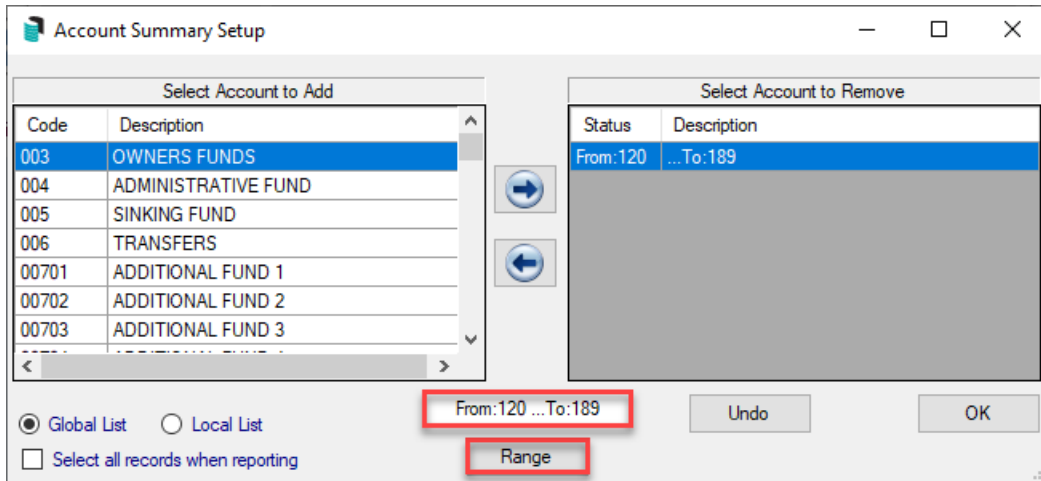 Account Summary Setup
Select Account to Add
Code Description
003 OWNERS FUNDS
004 ADMINISTRATIVE FUND
005 SINKING FUND
006 TRANSFERS
00701 ADDITIONAL FUND 1
00702 ADDITIONAL FUND 2
00703 ADDITIONAL FUND 3
Select Account to Remove
Status Description
From:120 ...To:189
From:120 ...To:189
Undo
OK
Global List Local List
Select all records when reporting
Range